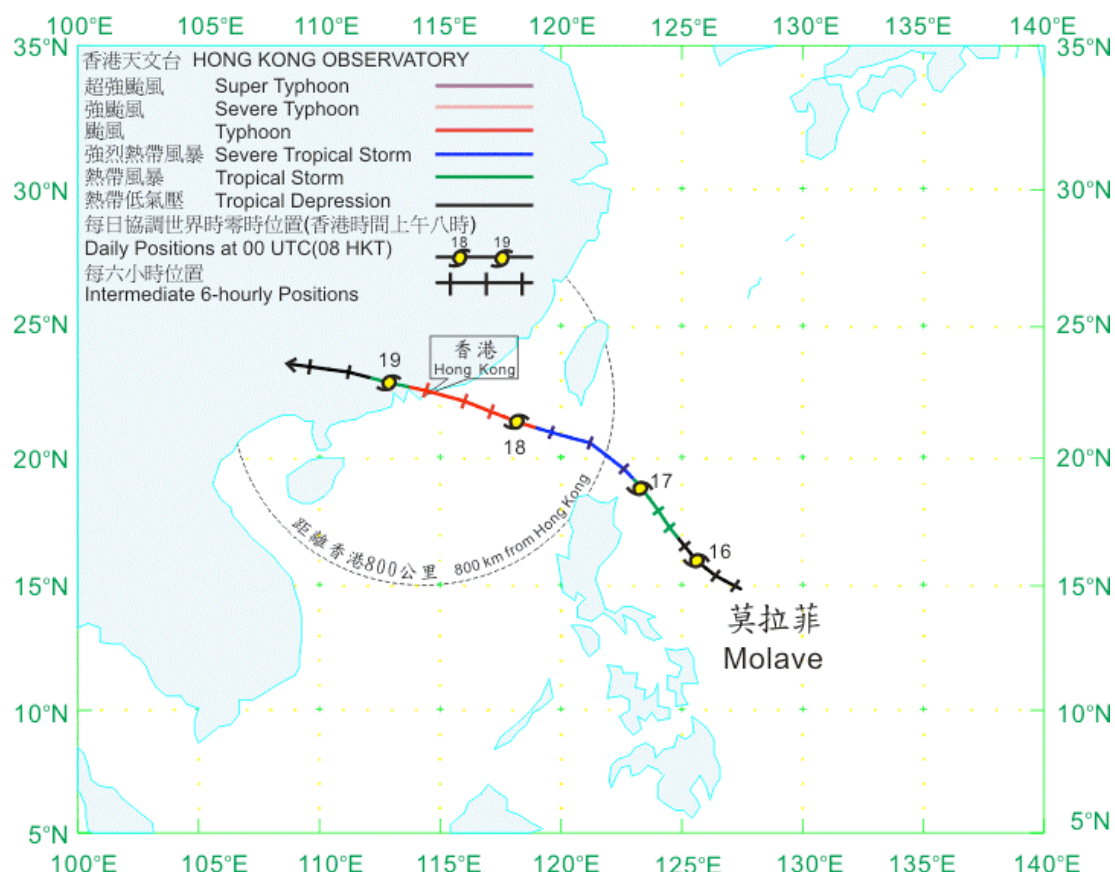 100°E 105°E 110°E 115°E 120°E 125°E 130°E 135°E 140°E
35°N 35°N
香港天文台 HONG KONG OBSERVATORY
超強颱風 Super Typhoon
強颱風 Severe Typhoon
颱風 Typhoon
強烈熱帶風暴 Severe Tropical Storm
熱帶風暴 Tropical Storm
熱帶低氣壓 Tropical Depression
每日協調世界時零時位置(香港時間上午八時)
Daily Positions at 00 UTC(08 HKT) 18 19
每六小時位置
Intermediate 6-hourly Positions
30°N 30°N
25°N 25°N
香港
Hong Kong
19
18
20°N 20°N
17
16
距離香港800公里 800 km from Hong Kong
15°N 15°N
莫拉菲
Molave
10°N 10°N
5°N 5°N
100°E 105°E 110°E 115°E 120°E 125°E 130°E 135°E 140°E